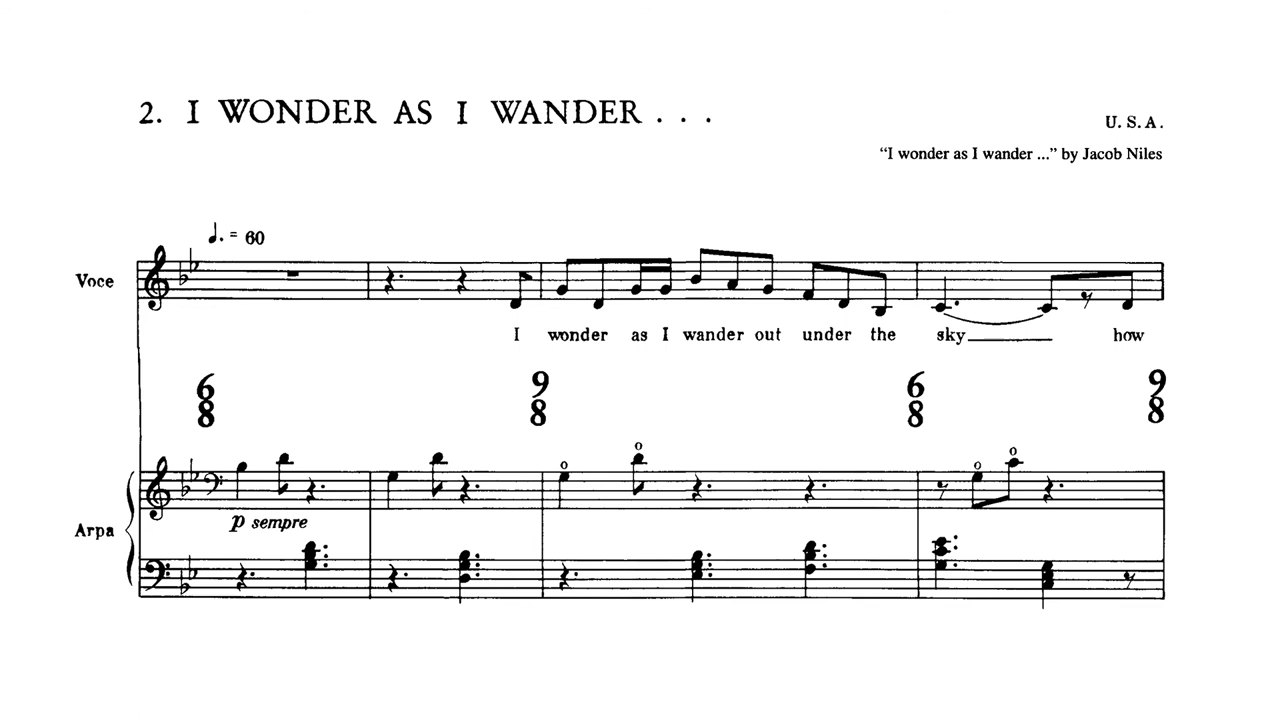 2. I WONDER AS I WANDER . . .
U. S. A.
“I wonder as I wander ...” by Jacob Niles
♩. = 60
Voce
I wonder as I wander out under the sky how
6 9 6 9
8 8 8 8
p sempre
Arpa